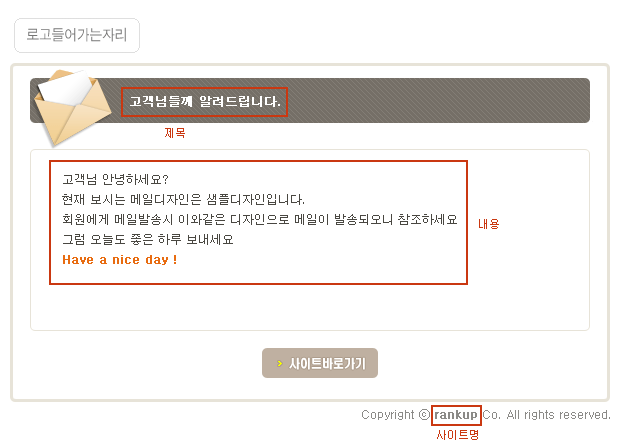 로고들어가는자리
고객님들께 알려드립니다.
제목
고객님 안녕하세요?
현재 보시는 메일디자인은 샘플디자인입니다.
회원에게 메일발송시 이와같은 디자인으로 메일이 발송되오니 참조하세요
내용
그럼 오늘도 좋은 하루 보내세요
Have a nice day !
사이트바로가기
Copyright ⓒ rankup Co. All rights reserved.
사이트명